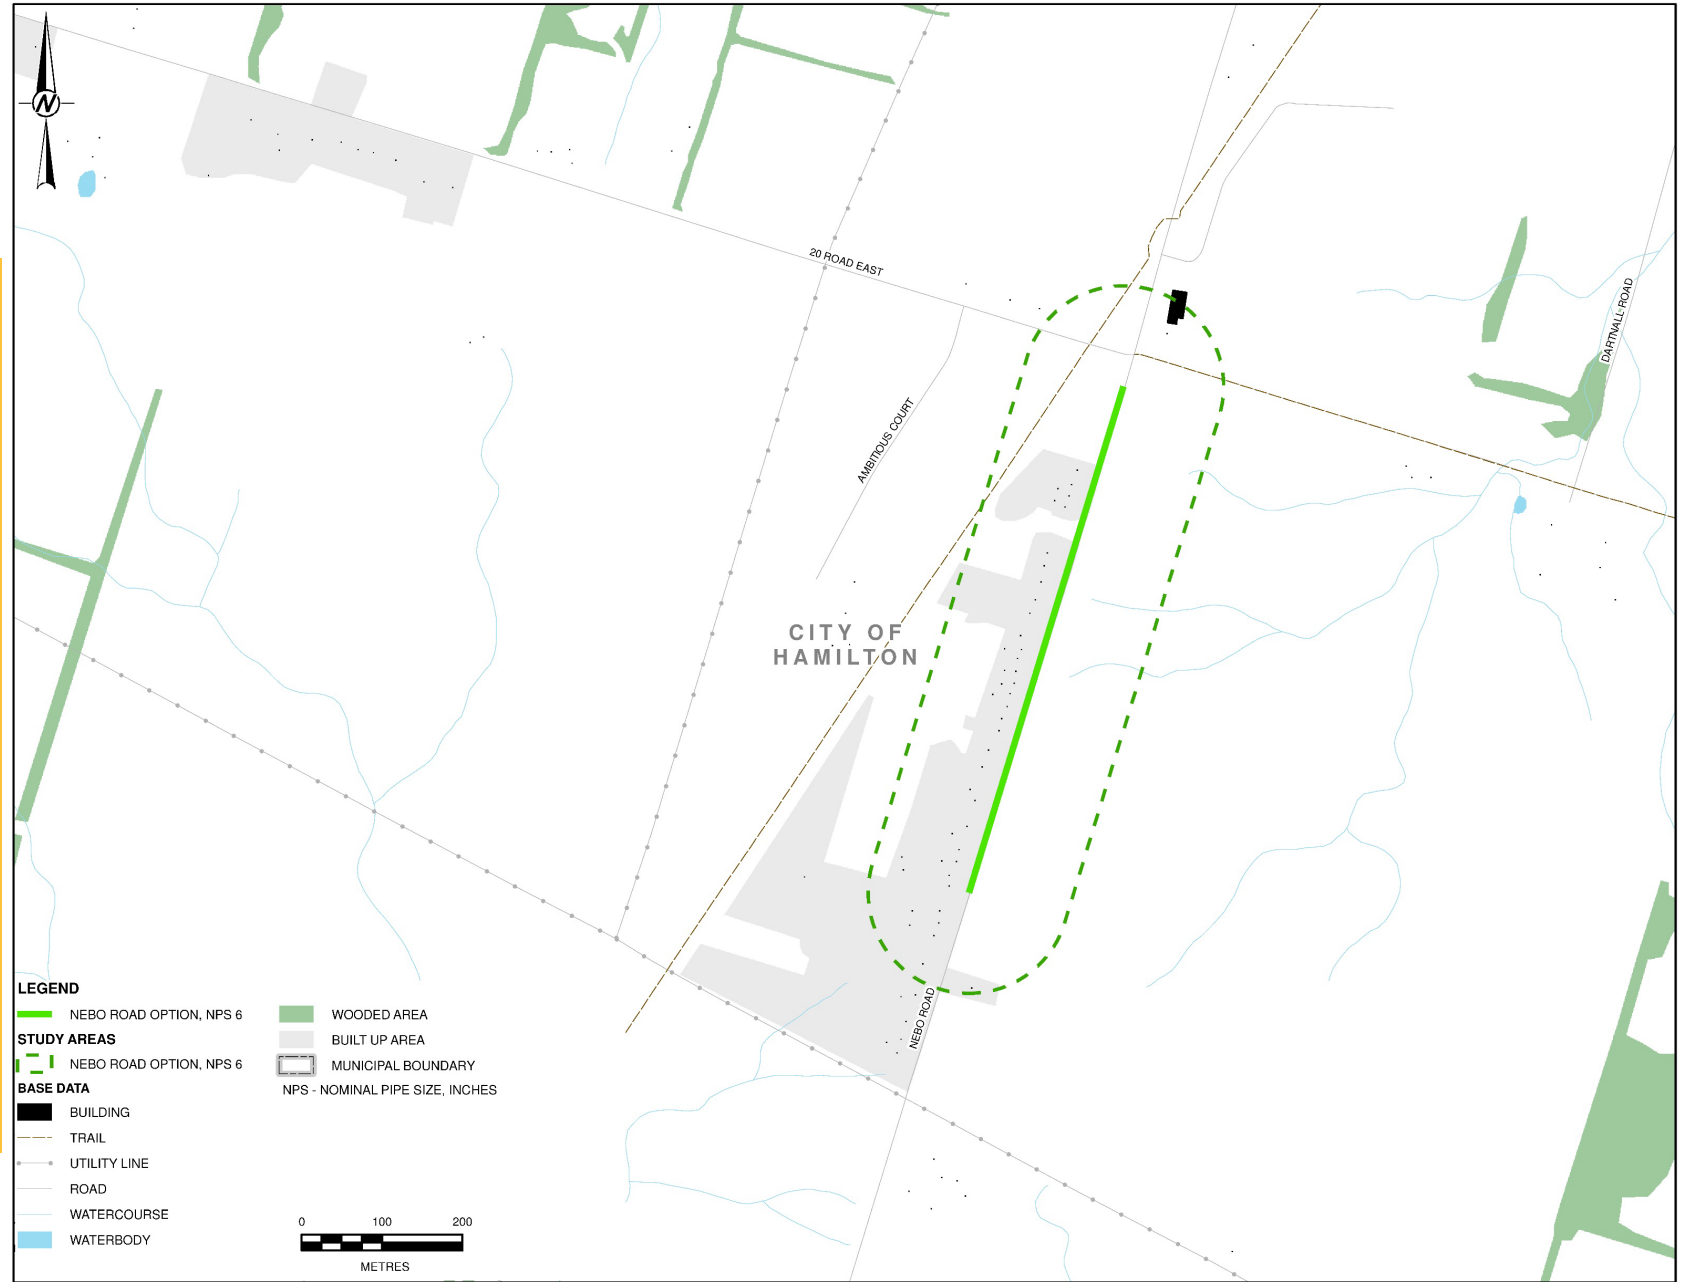 N
20 ROAD EAST
DARTNALL ROAD
AMBITIOUS COURT
CITY OF
HAMILTON
NEBO ROAD
LEGEND
NEBO ROAD OPTION, NPS 6
STUDY AREAS
NEBO ROAD OPTION, NPS 6
BASE DATA
BUILDING
TRAIL
UTILITY LINE
ROAD
WATERCOURSE
WATERBODY
WOODED AREA
BUILT UP AREA
MUNICIPAL BOUNDARY
NPS - NOMINAL PIPE SIZE, INCHES
0 100 200
METRES